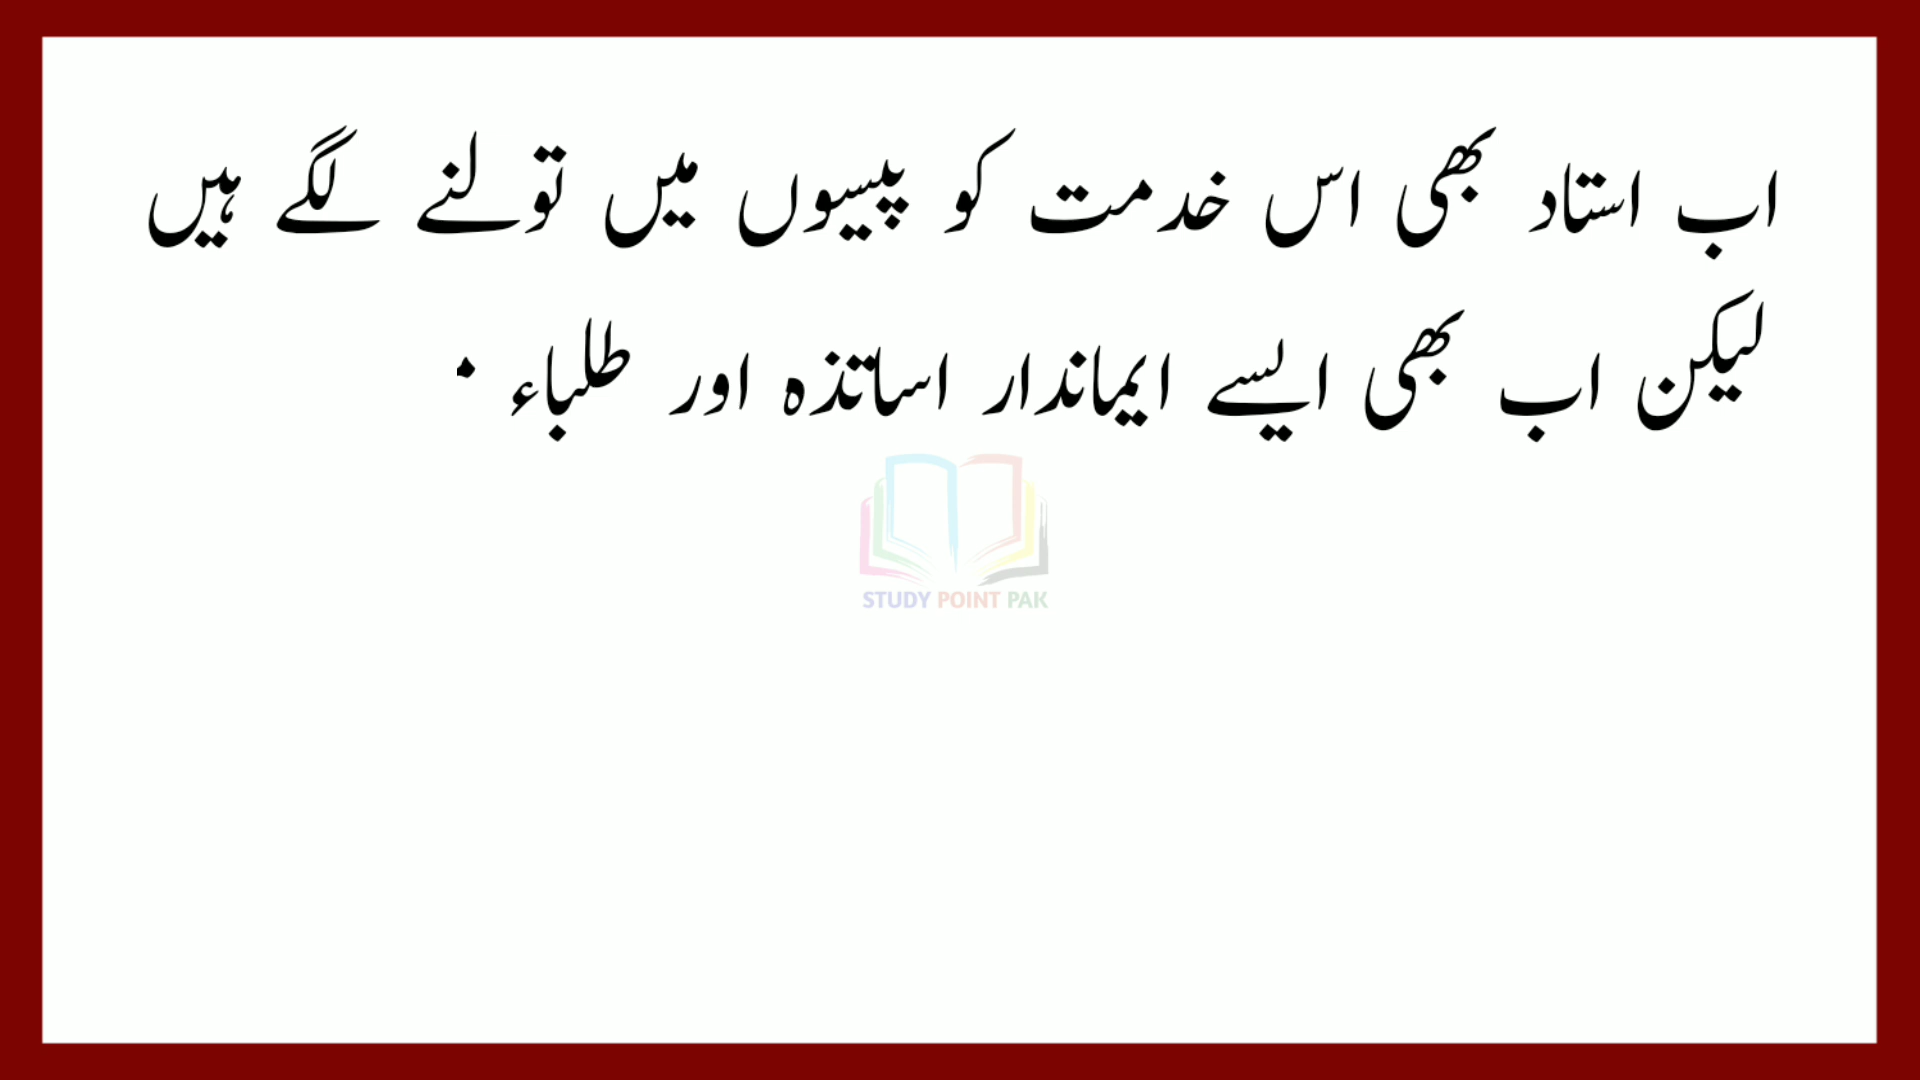 اب استاد بھی اس خدمت کو پیسوں میں تولنے لگے ہیں
لیکن اب بھی ایسے ایماندار اساتذہ اور طلباء ۰
STUDY POINT PAK